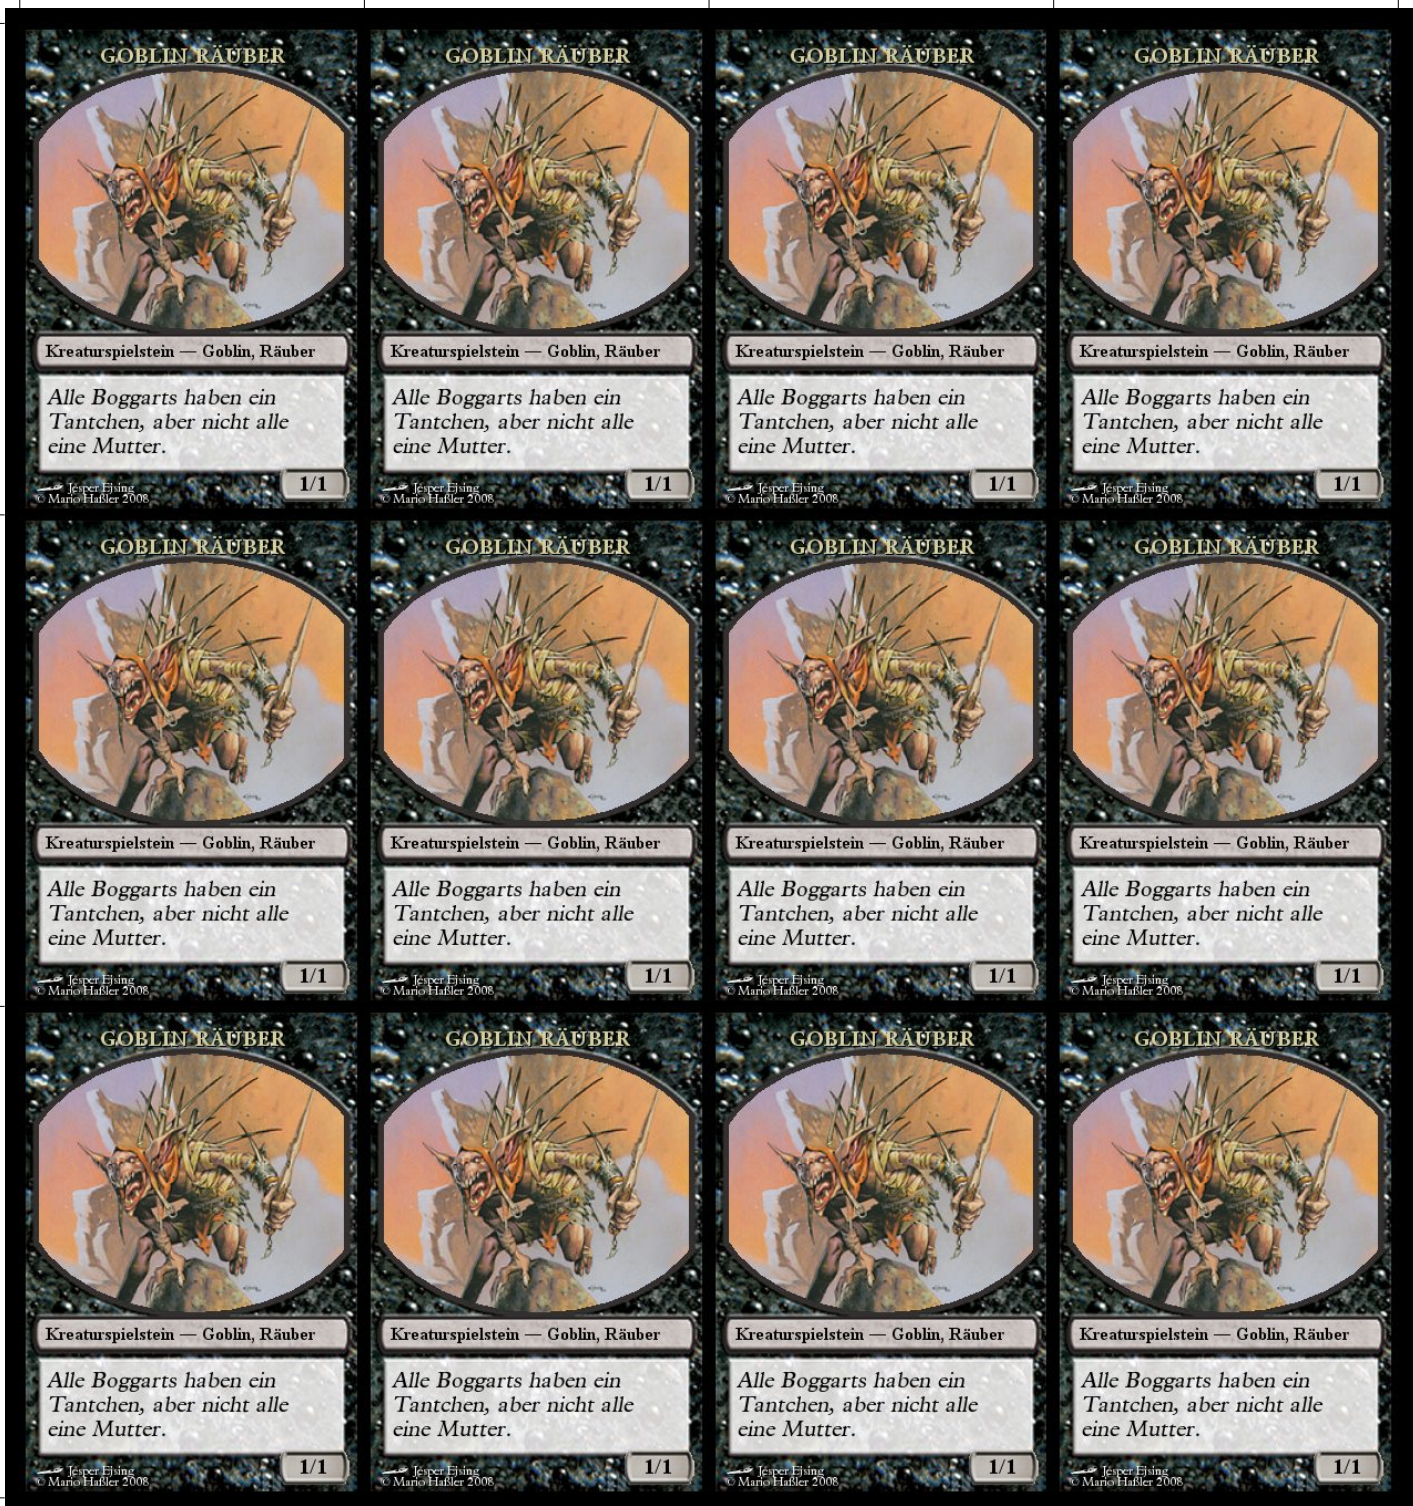 GOBLIN RÄUBER
GOBLIN RÄUBER
GOBLIN RÄUBER
GOBLIN RÄUBER
Kreaturspielstein — Goblin, Räuber
Kreaturspielstein — Goblin, Räuber
Kreaturspielstein — Goblin, Räuber
Kreaturspielstein — Goblin, Räuber
Alle Boggarts haben ein
Tantchen, aber nicht alle
eine Mutter.
Alle Boggarts haben ein
Tantchen, aber nicht alle
eine Mutter.
Alle Boggarts haben ein
Tantchen, aber nicht alle
eine Mutter.
Alle Boggarts haben ein
Tantchen, aber nicht alle
eine Mutter.
Jesper Ejsing
© Mario Haßler 2008
1/1
Jesper Ejsing
© Mario Haßler 2008
1/1
Jesper Ejsing
© Mario Haßler 2008
1/1
Jesper Ejsing
© Mario Haßler 2008
1/1
GOBLIN RÄUBER
GOBLIN RÄUBER
GOBLIN RÄUBER
GOBLIN RÄUBER
Kreaturspielstein — Goblin, Räuber
Kreaturspielstein — Goblin, Räuber
Kreaturspielstein — Goblin, Räuber
Kreaturspielstein — Goblin, Räuber
Alle Boggarts haben ein
Tantchen, aber nicht alle
eine Mutter.
Alle Boggarts haben ein
Tantchen, aber nicht alle
eine Mutter.
Alle Boggarts haben ein
Tantchen, aber nicht alle
eine Mutter.
Alle Boggarts haben ein
Tantchen, aber nicht alle
eine Mutter.
Jesper Ejsing
© Mario Haßler 2008
1/1
Jesper Ejsing
© Mario Haßler 2008
1/1
Jesper Ejsing
© Mario Haßler 2008
1/1
Jesper Ejsing
© Mario Haßler 2008
1/1
GOBLIN RÄUBER
GOBLIN RÄUBER
GOBLIN RÄUBER
GOBLIN RÄUBER
Kreaturspielstein — Goblin, Räuber
Kreaturspielstein — Goblin, Räuber
Kreaturspielstein — Goblin, Räuber
Kreaturspielstein — Goblin, Räuber
Alle Boggarts haben ein
Tantchen, aber nicht alle
eine Mutter.
Alle Boggarts haben ein
Tantchen, aber nicht alle
eine Mutter.
Alle Boggarts haben ein
Tantchen, aber nicht alle
eine Mutter.
Alle Boggarts haben ein
Tantchen, aber nicht alle
eine Mutter.
Jesper Ejsing
© Mario Haßler 2008
1/1
Jesper Ejsing
© Mario Haßler 2008
1/1
Jesper Ejsing
© Mario Haßler 2008
1/1
Jesper Ejsing
© Mario Haßler 2008
1/1